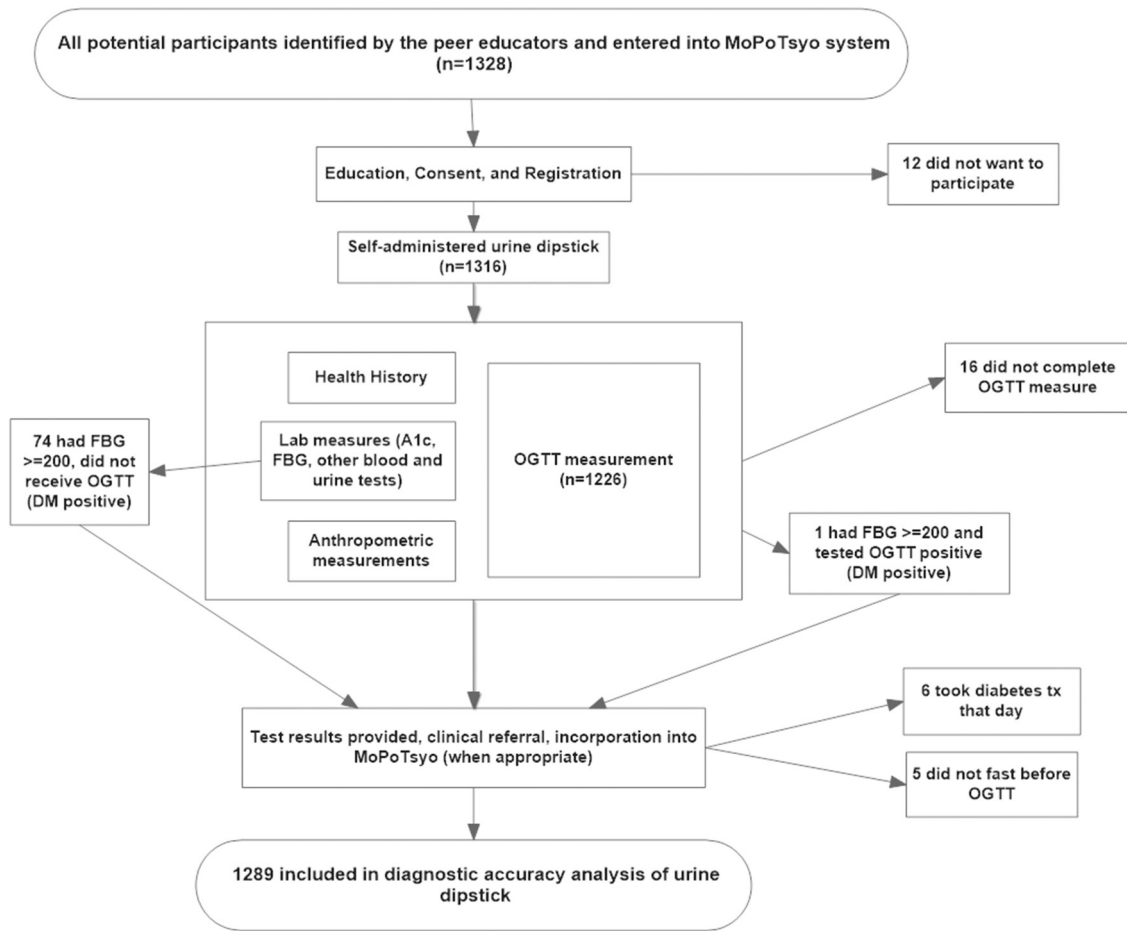 All potential participants identified by the peer educators and entered into MoPoTsyo system
(n=1328)
Education, Consent, and Registration
12 did not want to
participate
Self-administered urine dipstick
(n=1316)
Health History
16 did not complete
OGTT measure
74 had FBG
>=200, did not
receive OGTT
(DM positive)
Lab measures (A1c,
FBG, other blood and
urine tests)
OGTT measurement
(n=1226)
Anthropometric
measurements
1 had FBG >=200 and
tested OGTT positive
(DM positive)
Test results provided, clinical referral, incorporation into
MoPoTsyo (when appropriate)
6 took diabetes tx
that day
5 did not fast before
OGTT
1289 included in diagnostic accuracy analysis of urine
dipstick